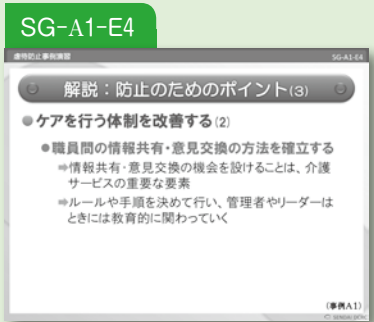 SG-A1-E4
虐待防止事例演習
SG-A1-E4
解説：防止のためのポイント(3)
●ケアを行う体制を改善する(2)
●職員間の情報共有・意見交換の方法を確立する
➡情報共有・意見交換の機会を設けることは、介護
サービスの重要な要素
➡ルールや手順を決めて行い、管理者やリーダーは
ときには教育的に関わっていく
(事例A1)